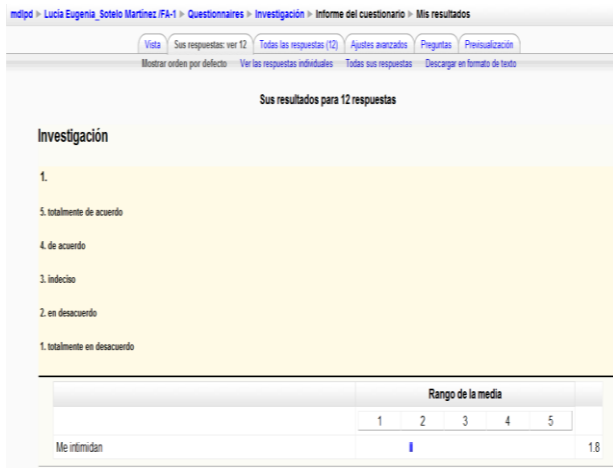 mdlpd ► Lucía Eugenia_Sotelo Martínez /FA-1 ► Questionnaires ► Investigación ► Informe del cuestionario ► Mis resultados
Vista Sus respuestas: ver 12 Todas las respuestas (12) Ajustes avanzados Preguntas Previsualización
Mostrar orden por defecto Ver las respuestas individuales Todas sus respuestas Descargar en formato de texto
Sus resultados para 12 respuestas
Investigación
1.
5. totalmente de acuerdo
4. de acuerdo
3. indeciso
2. en desacuerdo
1. totalmente en desacuerdo
Rango de la media
1 2 3 4 5
Me intimidan 1.8